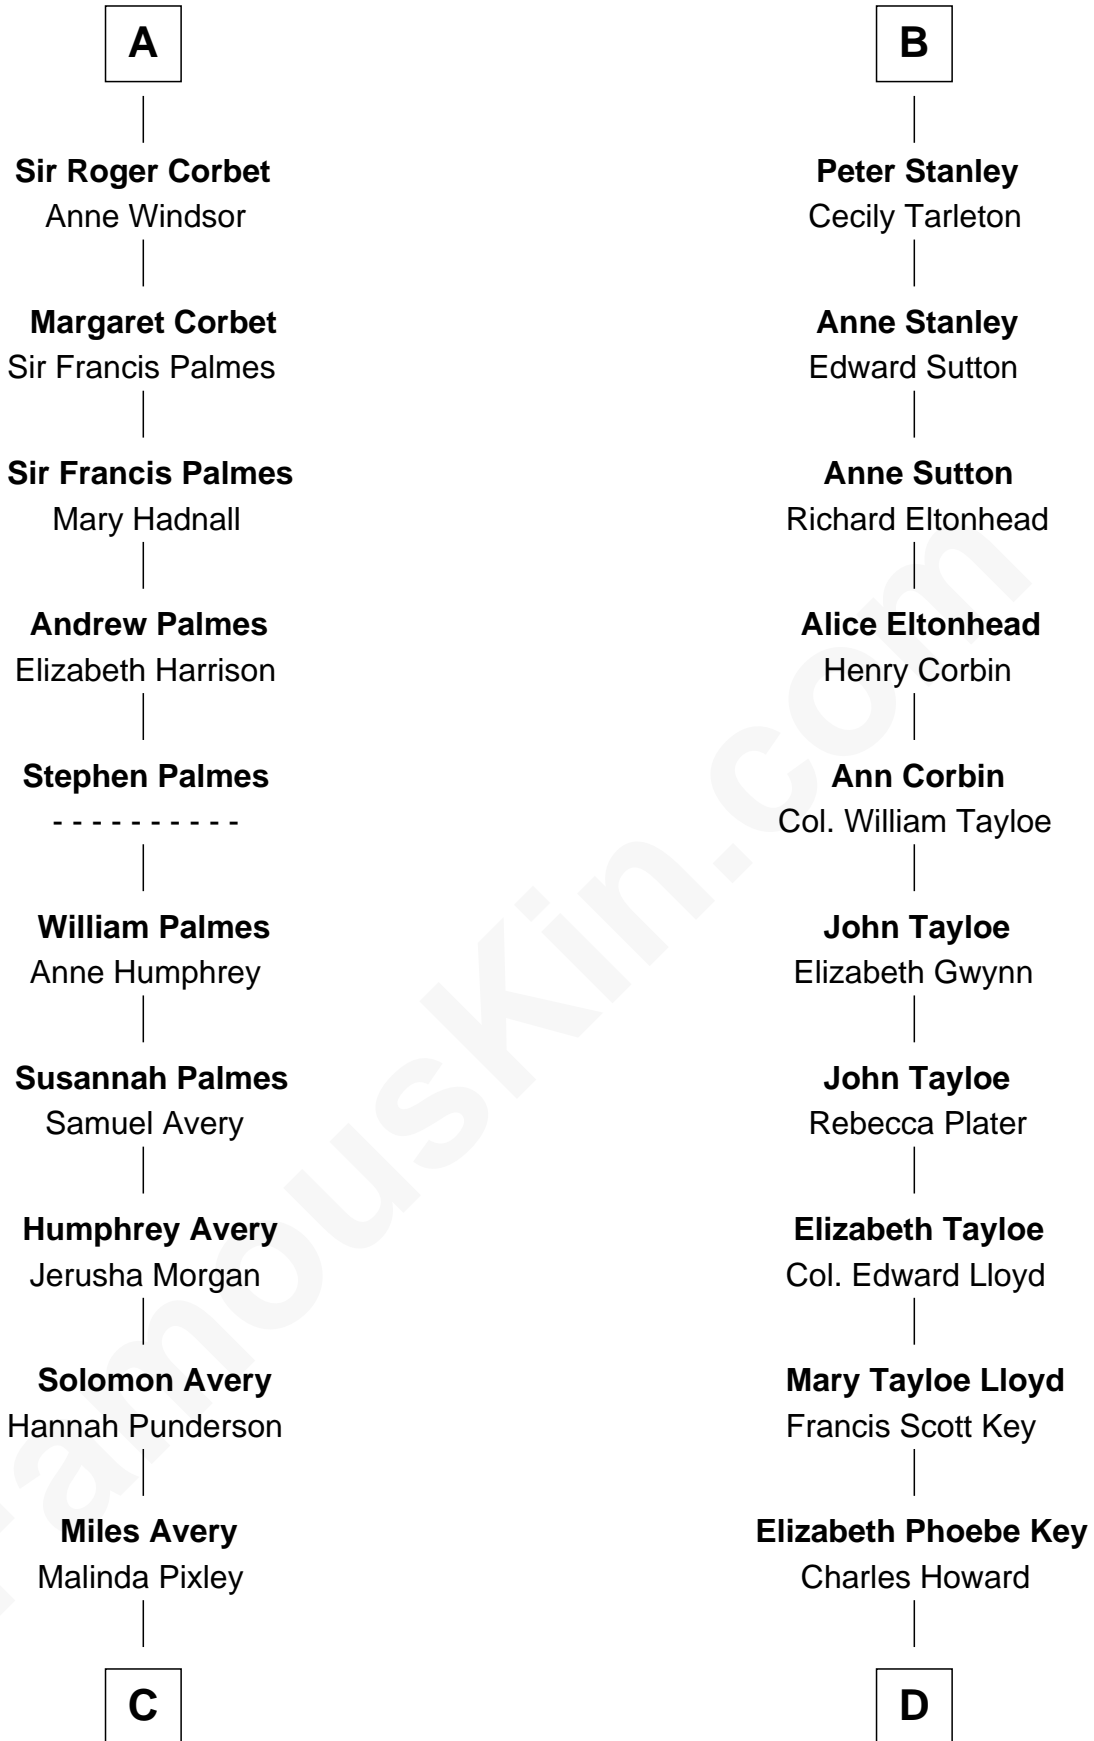 A
Sir Roger Corbet
Anne Windsor
Margaret Corbet
Sir Francis Palmes
Sir Francis Palmes
Mary Hadnall
Andrew Palmes
Elizabeth Harrison
Stephen Palmes
- - - - - - - - - -
William Palmes
Anne Humphrey
Susannah Palmes
Samuel Avery
Humphrey Avery
Jerusha Morgan
Solomon Avery
Hannah Punderson
Miles Avery
Malinda Pixley
C
B
Peter Stanley
Cecily Tarleton
Anne Stanley
Edward Sutton
Anne Sutton
Richard Eltonhead
Alice Eltonhead
Henry Corbin
Ann Corbin
Col. William Tayloe
John Tayloe
Elizabeth Gwynn
John Tayloe
Rebecca Plater
Elizabeth Tayloe
Col. Edward Lloyd
Mary Tayloe Lloyd
Francis Scott Key
Elizabeth Phoebe Key
Charles Howard
D
FamousKin.com